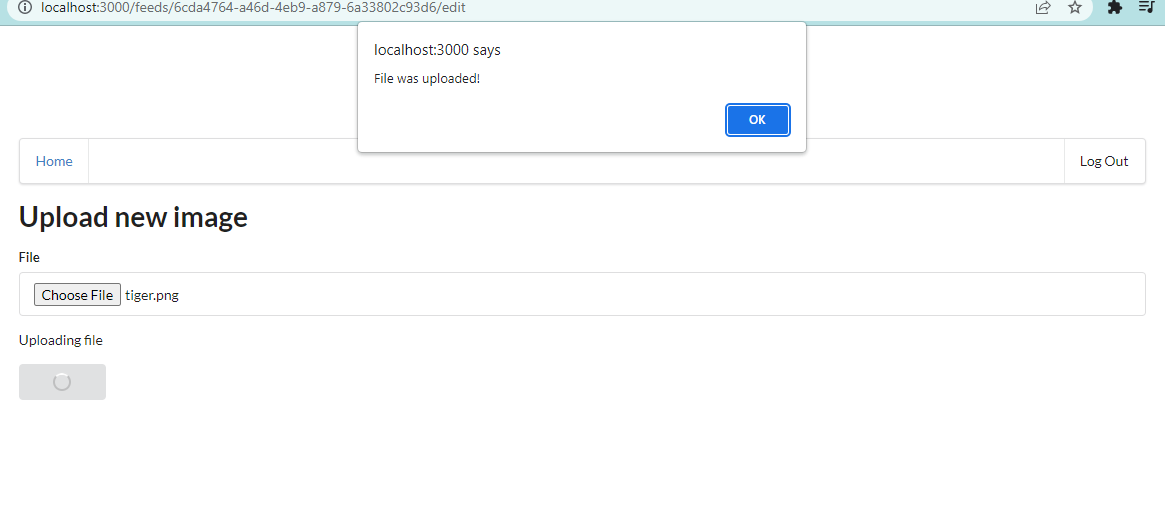 localhost:3000/feeds/6cda4764-a46d-4eb9-a879-6a33802c93d6/edit
localhost:3000 says
File was uploaded!
OK
Home
Log Out
Upload new image
File
Choose File tiger.png
Uploading file